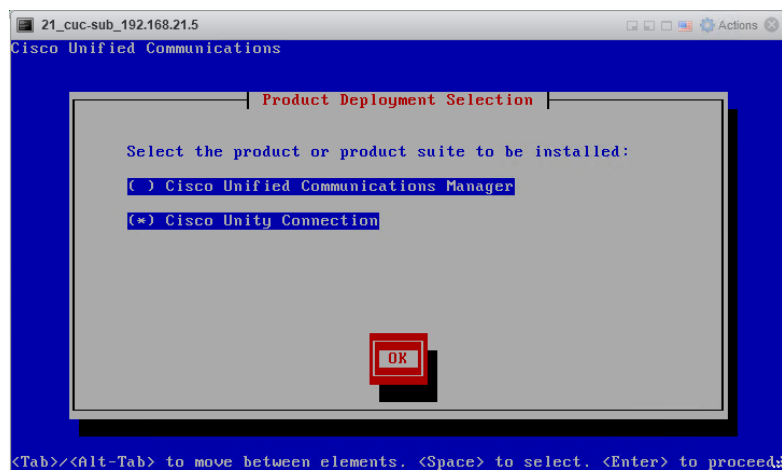 21_cuc-sub_192.168.21.5
Actions
Cisco Unified Communications
Product Deployment Selection
Select the product or product suite to be installed:
( ) Cisco Unified Communications Manager
(*) Cisco Unity Connection
OK
<Tab>/<Alt-Tab> to move between elements. <Space> to select. <Enter> to proceed